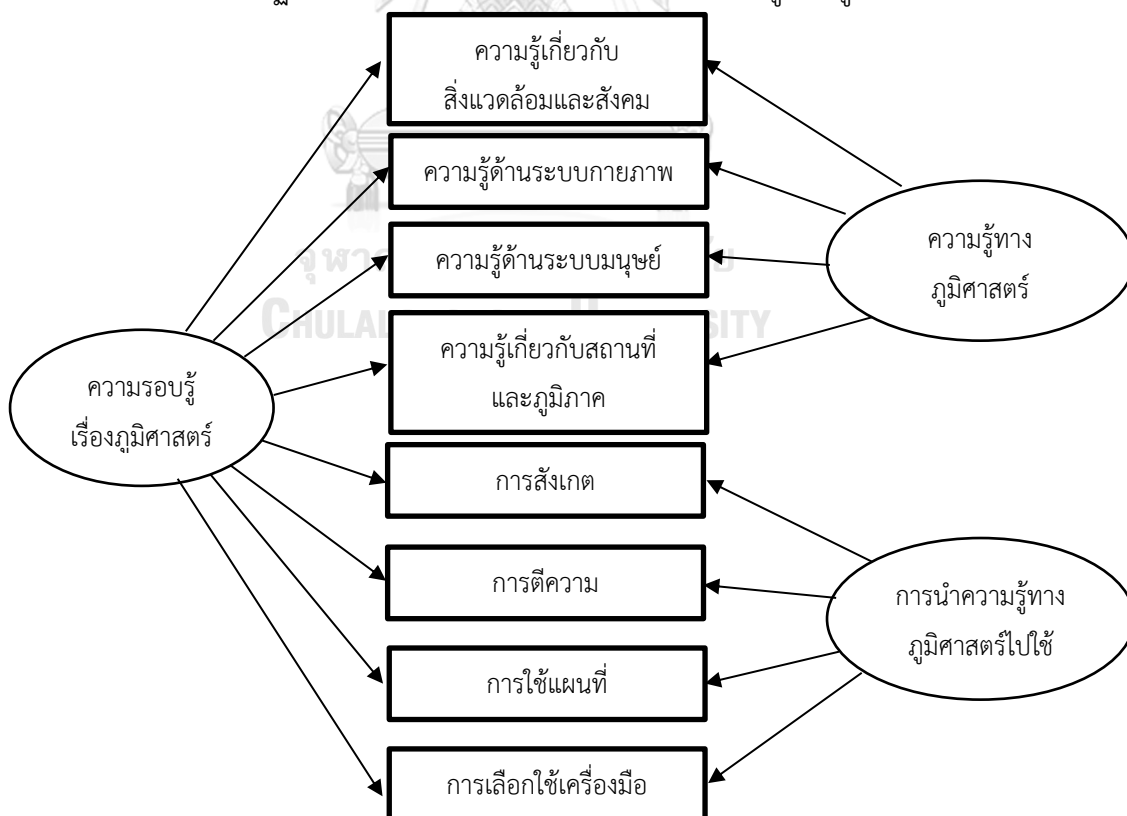 ความรู้เกี่ยวกับ
สิ่งแวดล้อมและสังคม
ความรู้ด้านระบบกายภาพ
ความรู้ด้านระบบมนุษย์
ความรู้เกี่ยวกับสถานที่
และภูมิภาค
การสังเกต
การตีความ
การใช้แผนที่
การเลือกใช้เครื่องมือ
ความรอบรู้
เรื่องภูมิศาสตร์
ความรู้ทาง
ภูมิศาสตร์
การนำความรู้ทาง
ภูมิศาสตร์ไปใช้